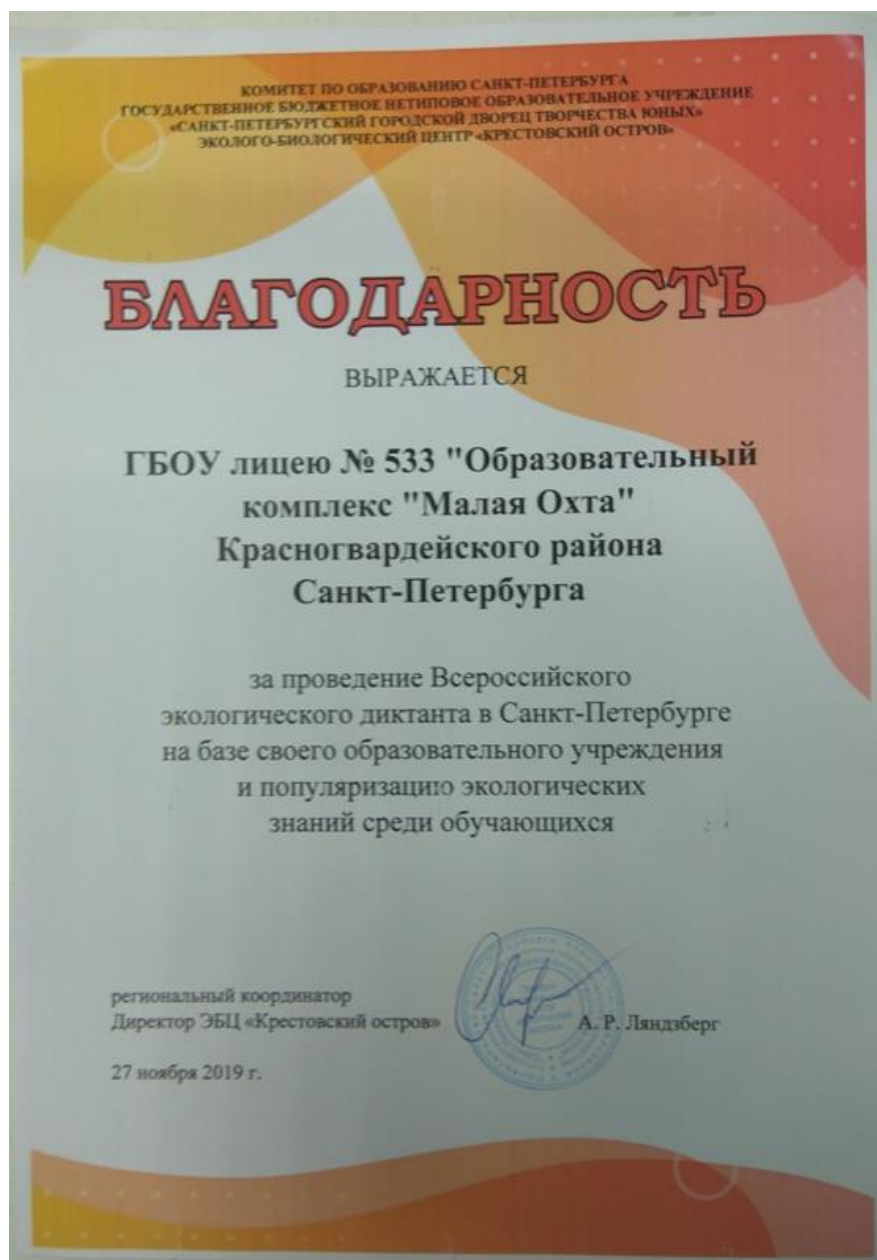 КОМИТЕТ ПО ОБРАЗОВАНИЮ САНКТ-ПЕТЕРБУРГА
ГОСУДАРСТВЕННОЕ БЮДЖЕТНОЕ НЕТИПОВОЕ ОБРАЗОВАТЕЛЬНОЕ УЧРЕЖДЕНИЕ
«САНКТ-ПЕТЕРБУРГСКИЙ ГОРОДСКОЙ ДВОРЕЦ ТВОРЧЕСТВА ЮНЫХ»
ЭКОЛОГО-БИОЛОГИЧЕСКИЙ ЦЕНТР «КРЕСТОВСКИЙ ОСТРОВ»
БЛАГОДАРНОСТЬ
ВЫРАЖАЕТСЯ
ГБОУ лицею № 533 "Образовательный
комплекс "Малая Охта"
Красногвардейского района
Санкт-Петербурга
за проведение Всероссийского
экологического диктанта в Санкт-Петербурге
на базе своего образовательного учреждения
и популяризацию экологических
знаний среди обучающихся
региональный координатор
Директор ЭБЦ «Крестовский остров» А. Р. Ляндзберг
27 ноября 2019 г.